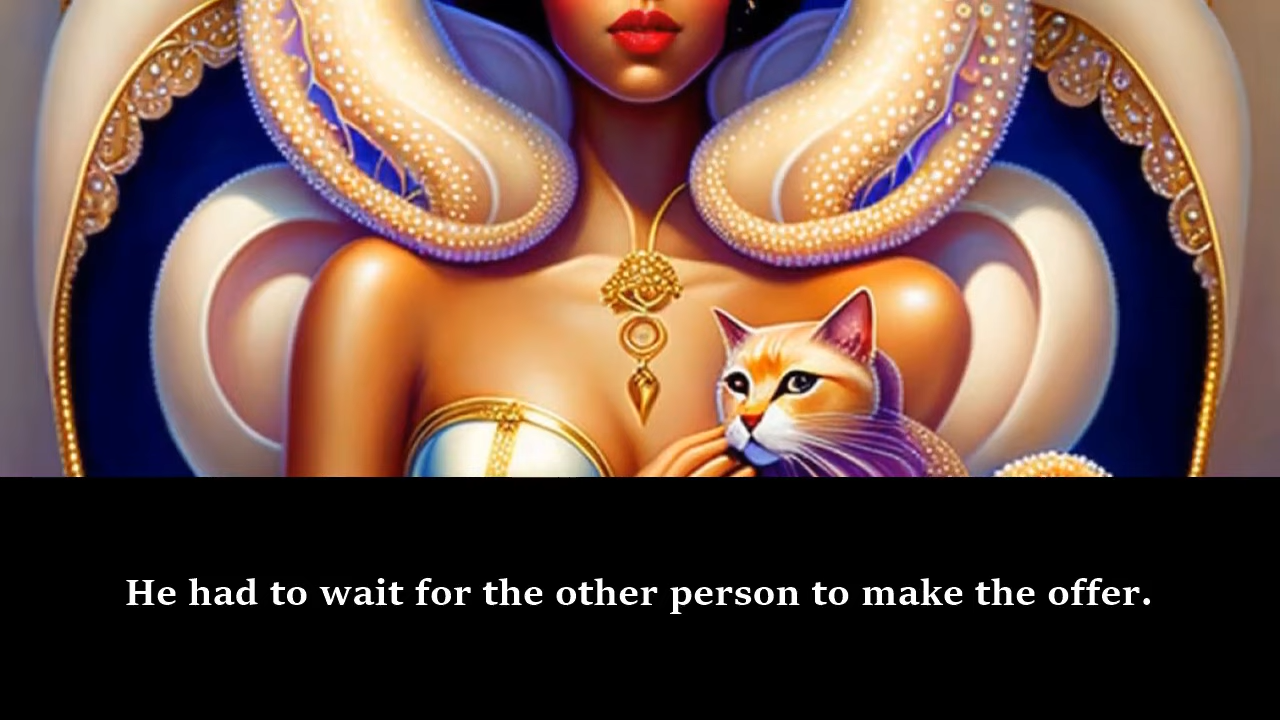 He had to wait for the other person to make the offer.